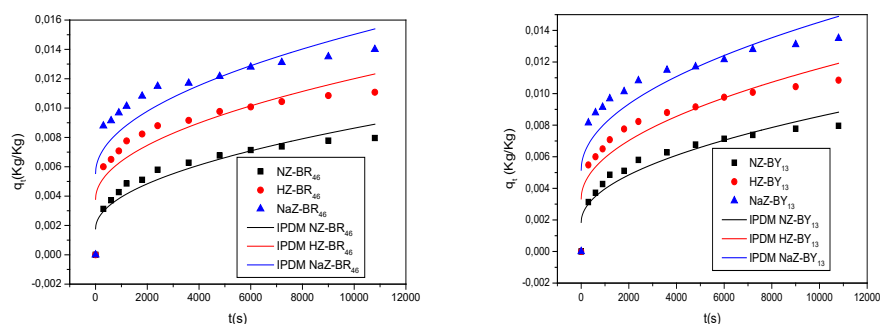 0,016
0,014
0,012
0,010
0,008
0,006
0,004
0,002
0,000
-0,002
qt(Kg/Kg)
NZ-BR46
HZ-BR46
NaZ-BR46
IPDM NZ-BR46
IPDM HZ-BR46
IPDM NaZ-BR46
0 2000 4000 6000 8000 10000 12000
t(s)
0,014
0,012
0,010
0,008
0,006
0,004
0,002
0,000
-0,002
qt (Kg/Kg)
NZ-BY13
HZ-BY13
NaZ-BY13
IPDM NZ-BY13
IPDM HZ-BY13
IPDM NaZ-BY13
0 2000 4000 6000 8000 10000 12000
t(s)